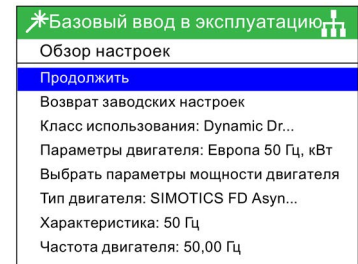 Базовый ввод в эксплуатацию
Обзор настроек
Продолжить
Возврат заводских настроек
Класс использования: Dynamic Dr...
Параметры двигателя: Европа 50 Гц, кВт
Выбрать параметры мощности двигателя
Тип двигателя: SIMOTICS FD Asyn...
Характеристика: 50 Гц
Частота двигателя: 50,00 Гц